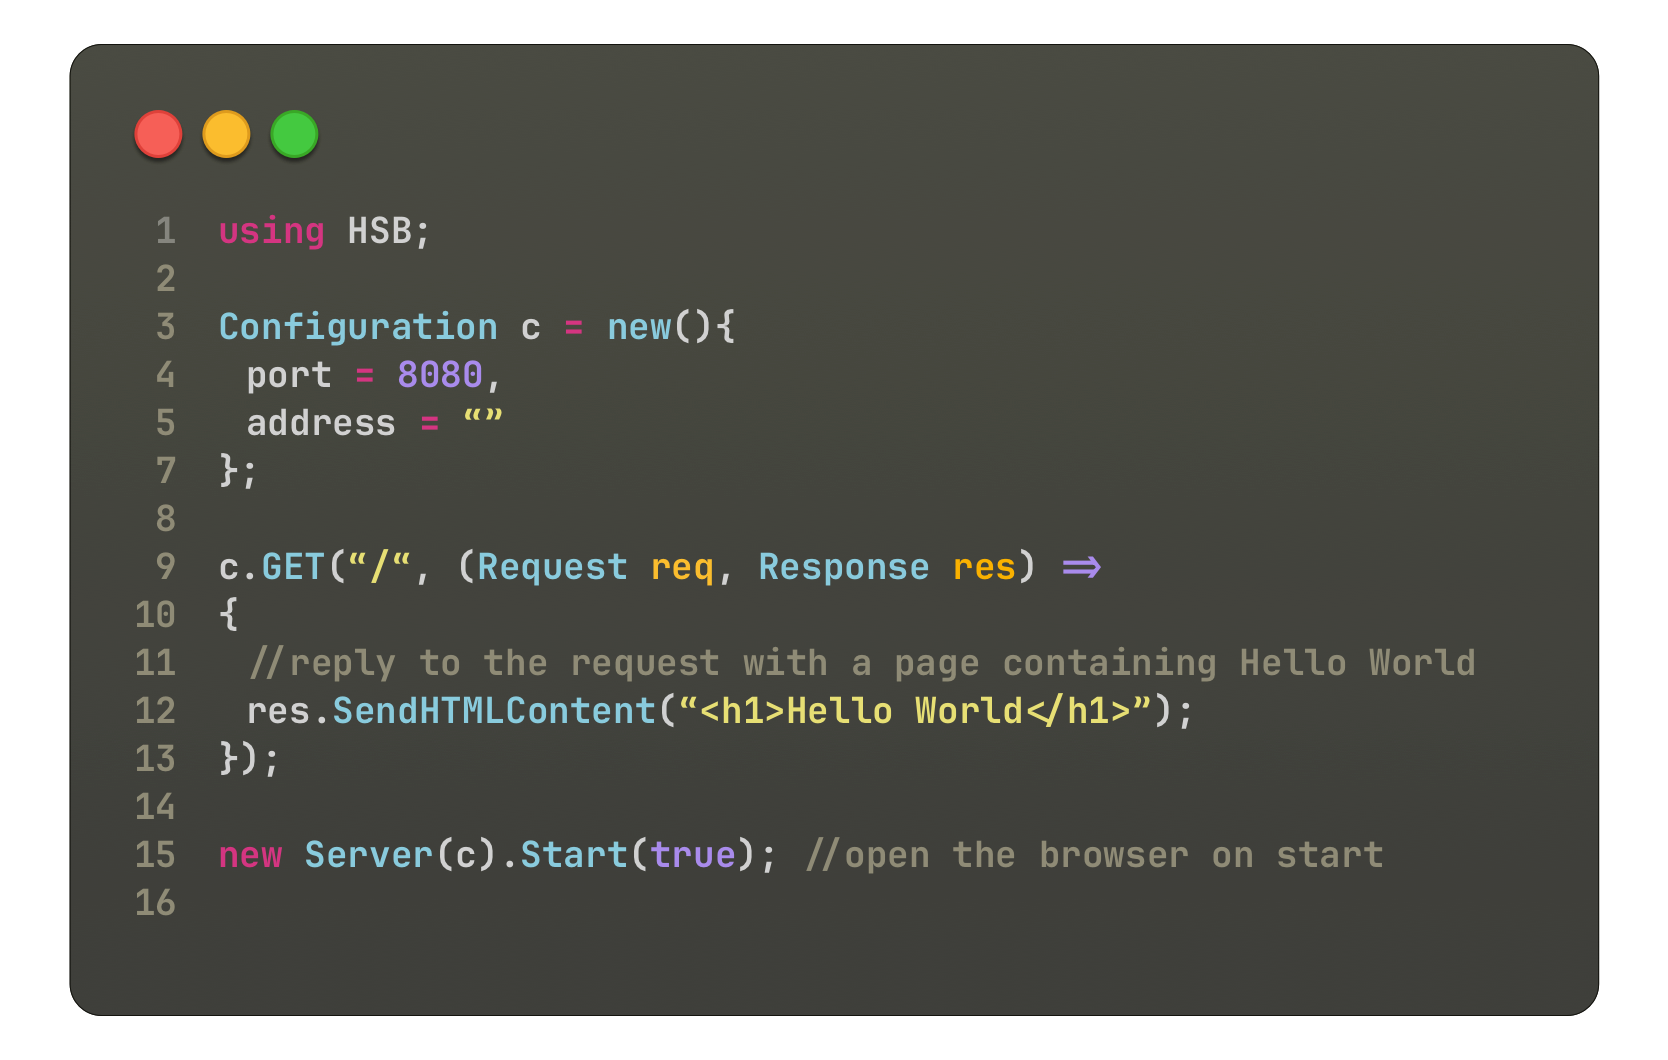 1 using HSB;
2
3 Configuration c = new(){
4 port = 8080,
5 address = “”
7 };
8
9 c.GET(“/“, (Request req, Response res) =>
10 {
11 //reply to the request with a page containing Hello World
12 res.SendHTMLContent(“<h1>Hello World</h1>”);
13 });
14
15 new Server(c).Start(true); //open the browser on start
16